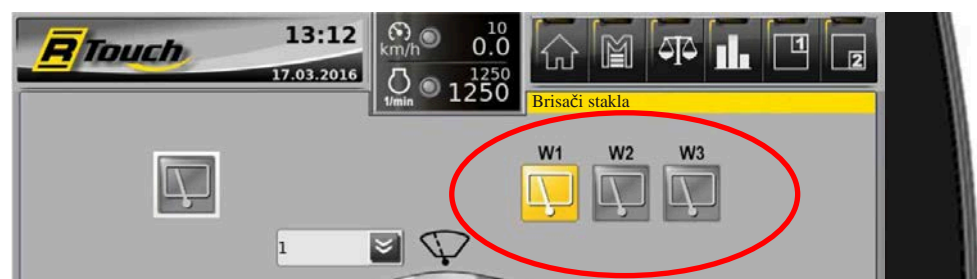 RTouch
13:12
17.03.2016
km/h
10
0.0
1/min
1250
1250
1
2
Brisači stakla
W1 W2 W3
1